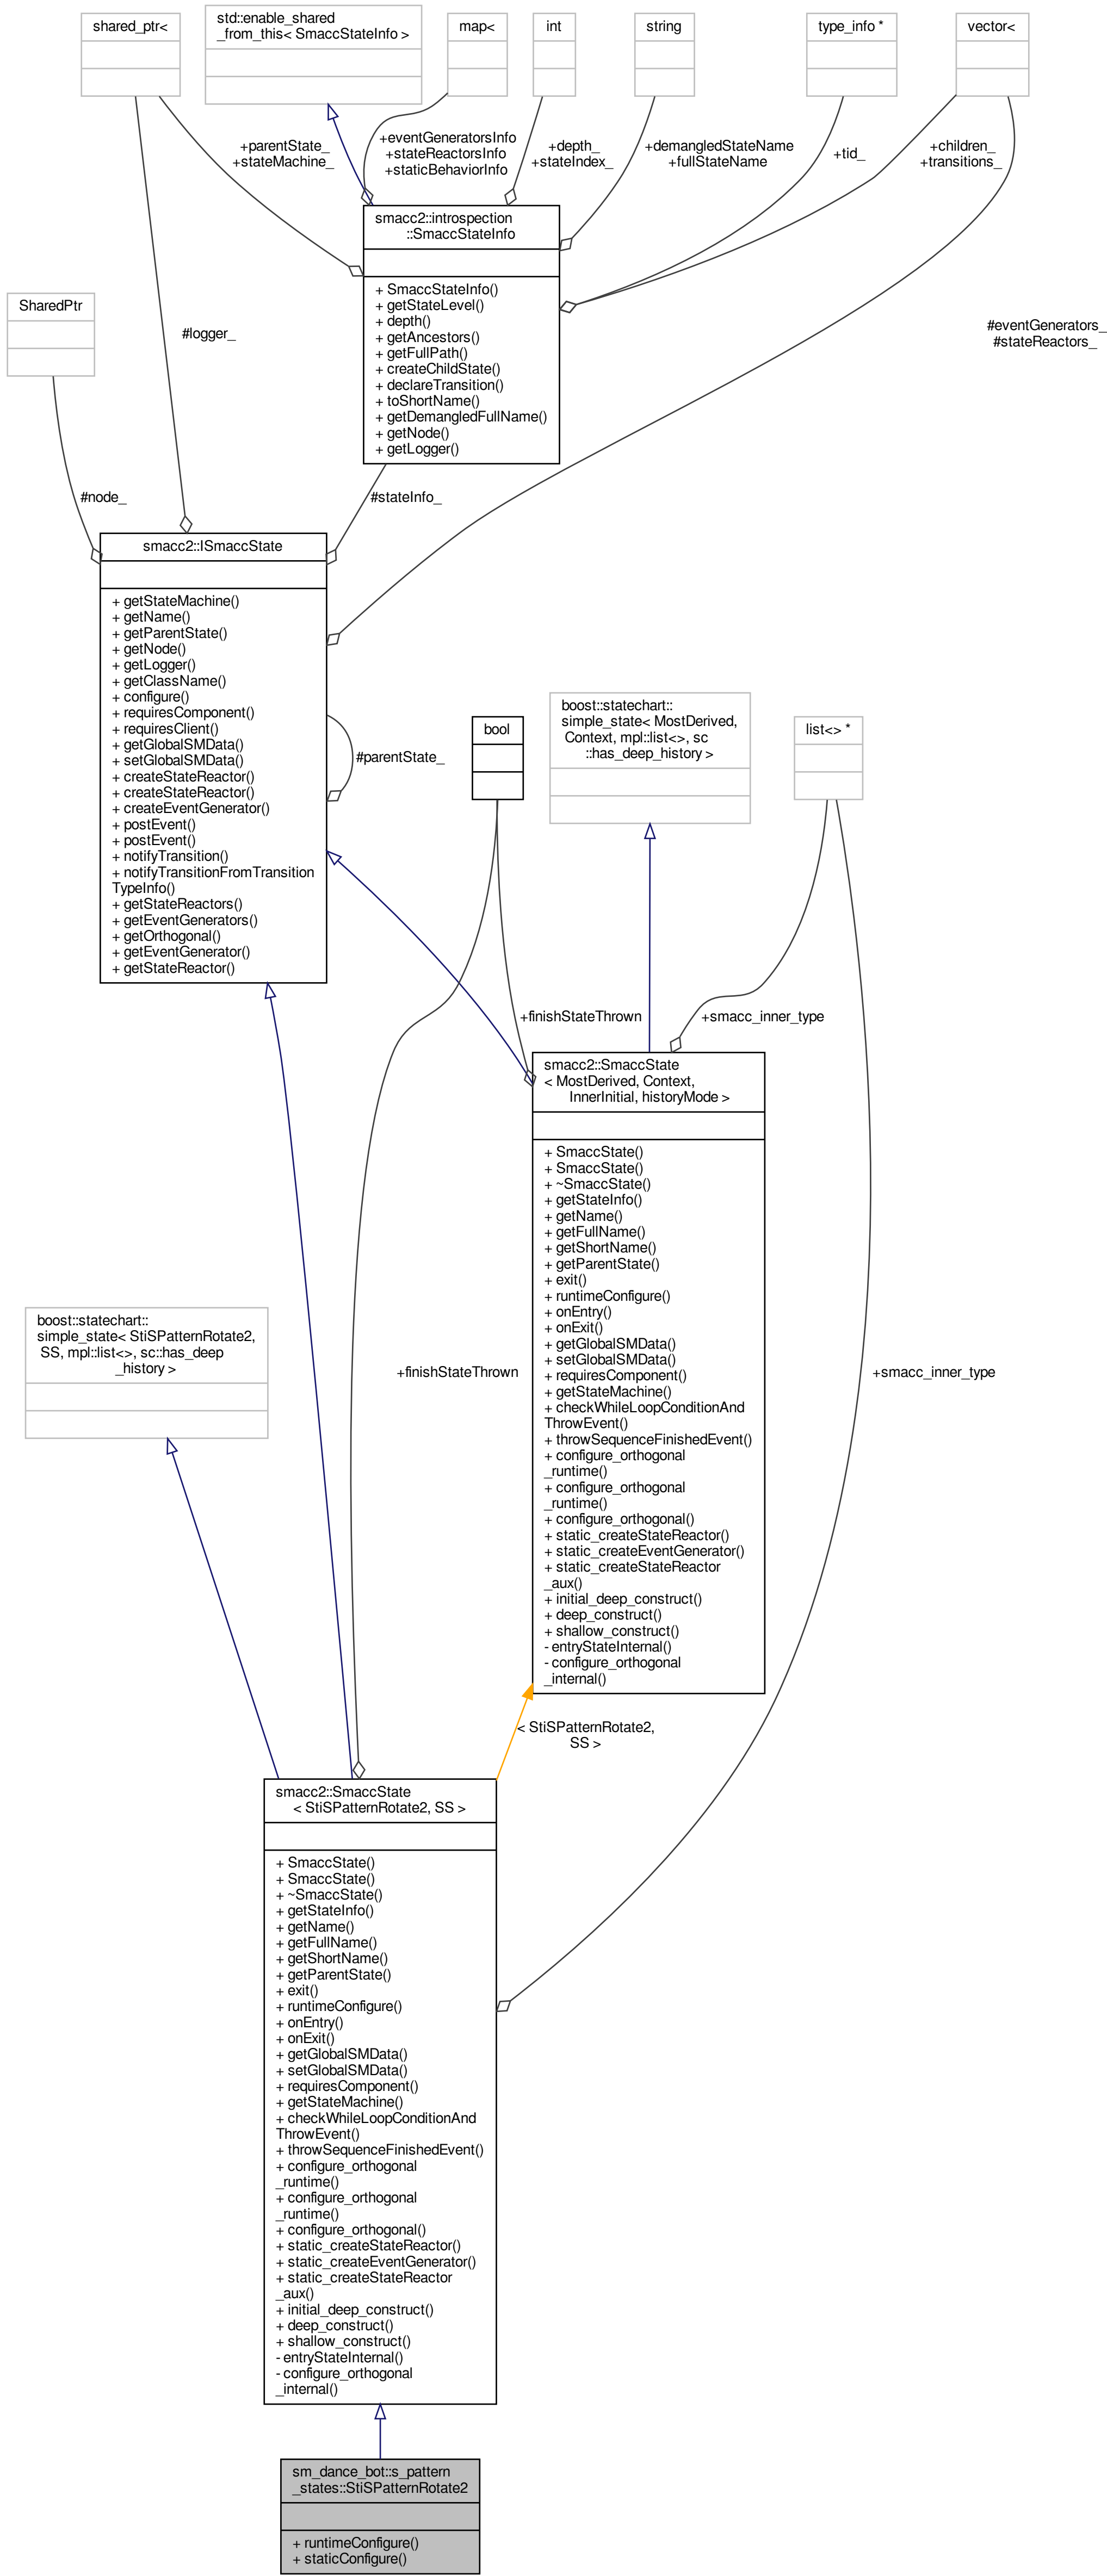 shared_ptr<
std::enable_shared
_from_this< SmaccStateInfo >
map<
int
string
type_info *
vector<
+parentState_
+stateMachine_
+eventGeneratorsInfo
+stateReactorsInfo
+staticBehaviorInfo
+depth_
+stateIndex_
+demangledStateName
+fullStateName
+tid_
+children_
+transitions_
smacc2::introspection
::SmaccStateInfo
+ SmaccStateInfo()
+ getStateLevel()
+ depth()
+ getAncestors()
+ getFullPath()
+ createChildState()
+ declareTransition()
+ toShortName()
+ getDemangledFullName()
+ getNode()
+ getLogger()
SharedPtr
#logger_
#eventGenerators_
#stateReactors_
#node_
#stateInfo_
smacc2::ISmaccState
+ getStateMachine()
+ getName()
+ getParentState()
+ getNode()
+ getLogger()
+ getClassName()
+ configure()
+ requiresComponent()
+ requiresClient()
+ getGlobalSMData()
+ setGlobalSMData()
+ createStateReactor()
+ createStateReactor()
+ createEventGenerator()
+ postEvent()
+ postEvent()
+ notifyTransition()
+ notifyTransitionFromTransition
TypeInfo()
+ getStateReactors()
+ getEventGenerators()
+ getOrthogonal()
+ getEventGenerator()
+ getStateReactor()
#parentState_
bool
boost::statechart::
simple_state< MostDerived,
Context, mpl::list<>, sc
::has_deep_history >
list<> *
+finishStateThrown
+smacc_inner_type
smacc2::SmaccState
< MostDerived, Context,
InnerInitial, historyMode >
+ SmaccState()
+ SmaccState()
+ ~SmaccState()
+ getStateInfo()
+ getName()
+ getFullName()
+ getShortName()
+ getParentState()
+ exit()
+ runtimeConfigure()
+ onEntry()
+ onExit()
+ getGlobalSMData()
+ setGlobalSMData()
+ requiresComponent()
+ getStateMachine()
+ checkWhileLoopConditionAnd
ThrowEvent()
+ throwSequenceFinishedEvent()
+ configure_orthogonal
_runtime()
+ configure_orthogonal
_runtime()
+ configure_orthogonal()
+ static_createStateReactor()
+ static_createEventGenerator()
+ static_createStateReactor
_aux()
+ initial_deep_construct()
+ deep_construct()
+ shallow_construct()
- entryStateInternal()
- configure_orthogonal
_internal()
boost::statechart::
simple_state< StiSPatternRotate2,
SS, mpl::list<>, sc::has_deep
_history >
+finishStateThrown
+smacc_inner_type
< StiSPatternRotate2,
SS >
smacc2::SmaccState
< StiSPatternRotate2, SS >
+ SmaccState()
+ SmaccState()
+ ~SmaccState()
+ getStateInfo()
+ getName()
+ getFullName()
+ getShortName()
+ getParentState()
+ exit()
+ runtimeConfigure()
+ onEntry()
+ onExit()
+ getGlobalSMData()
+ setGlobalSMData()
+ requiresComponent()
+ getStateMachine()
+ checkWhileLoopConditionAnd
ThrowEvent()
+ throwSequenceFinishedEvent()
+ configure_orthogonal
_runtime()
+ configure_orthogonal
_runtime()
+ configure_orthogonal()
+ static_createStateReactor()
+ static_createEventGenerator()
+ static_createStateReactor
_aux()
+ initial_deep_construct()
+ deep_construct()
+ shallow_construct()
- entryStateInternal()
- configure_orthogonal
_internal()
sm_dance_bot::s_pattern
_states::StiSPatternRotate2
+ runtimeConfigure()
+ staticConfigure()